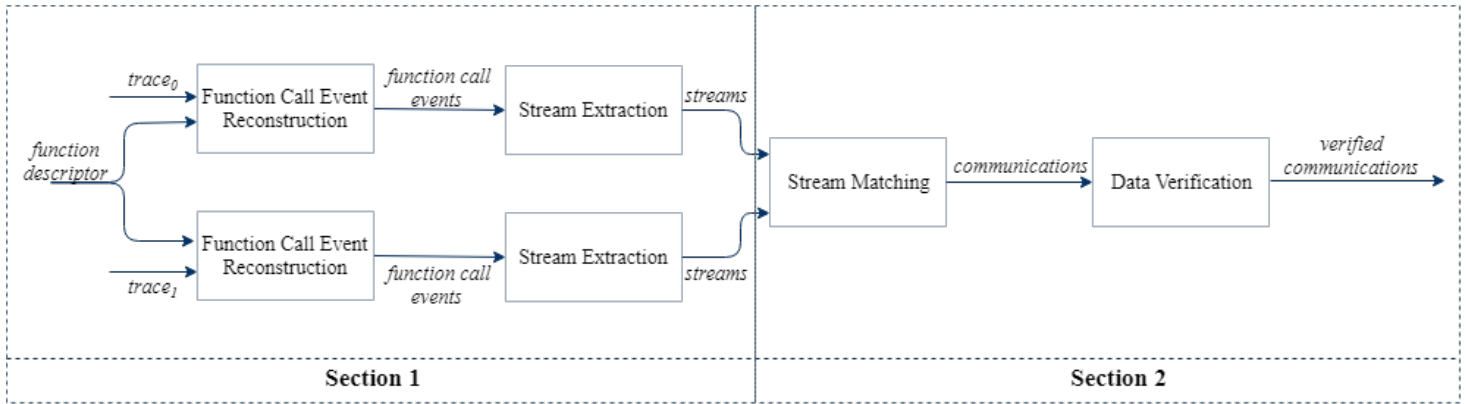 trace0
function
descriptor
trace1
Function Call Event
Reconstruction
Function Call Event
Reconstruction
function call
events
function call
events
Stream Extraction
Stream Extraction
streams
streams
Stream Matching
communications
Data Verification
verified
communications
Section 1
Section 2